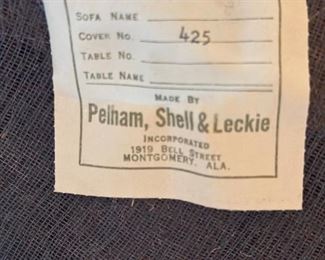 SOFA NAME
COVER NO. 425
TABLE NO.
TABLE NAME
MADE BY
Pelham, Shell & Leckie
INCORPORATED
1919 BELL STREET
MONTGOMERY, ALA.